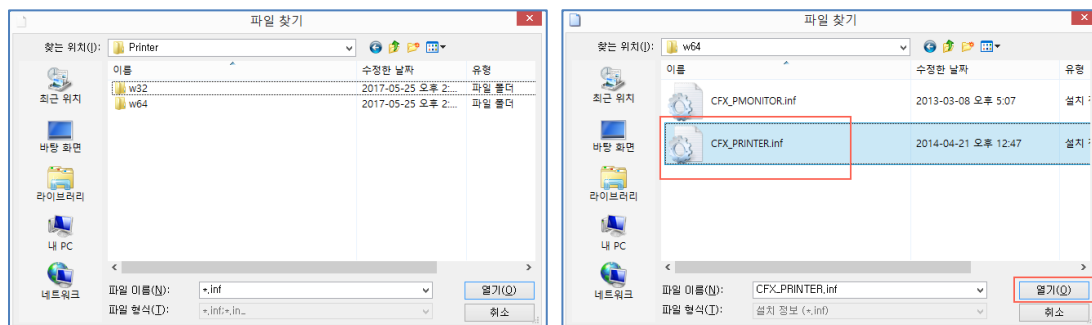 파일 찾기
찾는 위치(I): Printer
이름 수정한 날짜 유형
w32 2017-05-25 오후 2:... 파일 폴더
w64 2017-05-25 오후 2:... 파일 폴더
최근 위치
바탕 화면
라이브러리
내 PC
네트워크
파일 이름(N): *.inf 열기(O)
파일 형식(T): *.inf;*.in_ 취소
파일 찾기
찾는 위치(I): w64
이름 수정한 날짜 유형
CFX_PMONITOR.inf 2013-03-08 오후 5:07 설치
CFX_PRINTER.inf 2014-04-21 오후 12:47 설치
최근 위치
바탕 화면
라이브러리
내 PC
네트워크
파일 이름(N): CFX_PRINTER.inf 열기(O)
파일 형식(T): 설치 정보 (*.inf) 취소